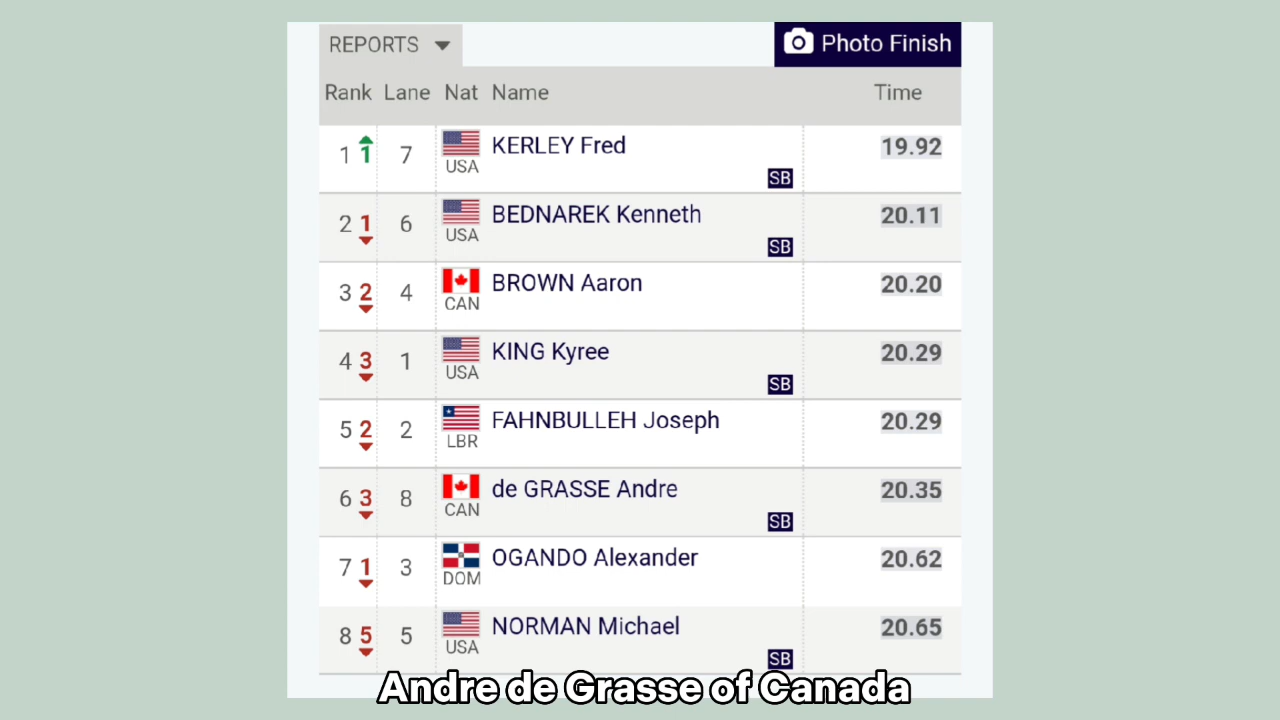 REPORTS
Photo Finish
Rank Lane Nat Name Time
1 1 7 USA KERLEY Fred SB 19.92
2 1 6 USA BEDNAREK Kenneth SB 20.11
3 2 4 CAN BROWN Aaron 20.20
4 3 1 USA KING Kyree SB 20.29
5 2 2 LBR FAHNBULLEH Joseph 20.29
6 3 8 CAN de GRASSE Andre SB 20.35
7 1 3 DOM OGANDO Alexander 20.62
8 5 5 USA NORMAN Michael SB 20.65
Andre de Grasse of Canada